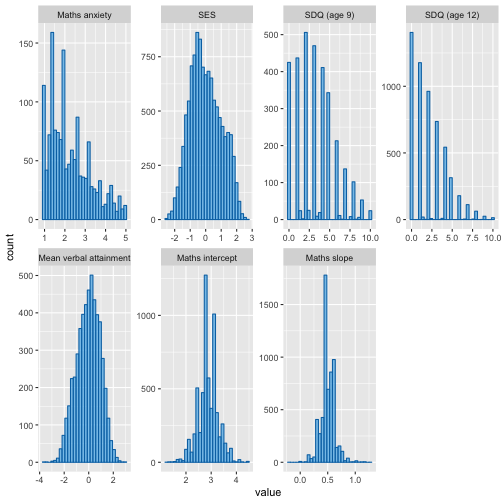 Maths anxiety SES SDQ (age 9) SDQ (age 12)
150
100
50
0
750
500
250
0
500
400
300
200
100
0
1000
500
0
1 2 3 4 5
-2 -1 0 1 2 3
0.0 2.5 5.0 7.5 10.0
0.0 2.5 5.0 7.5 10.0
count
Mean verbal attainment Maths intercept Maths slope
500
400
300
200
100
0
1000
500
0
1500
1000
500
0
-4 -2 0 2
2 3 4
0.0 0.5 1.0
value